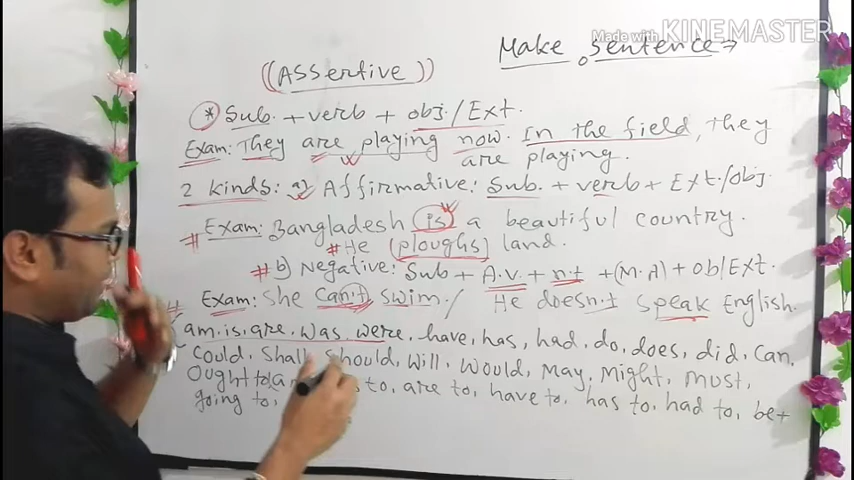 Made with KINEMASTER
Make sentence →
((Assertive))
* Sub. + verb + obj./Ext.
Exam: They are playing now. In the field, they are playing.
2 kinds: a) Affirmative: Sub. + verb + Ext./obj.
# Exam: Bangladesh is a beautiful country.
# He ploughs land.
# b) Negative: Sub + A.v + n.t + (M.A) + ob/Ext.
# Exam: She can't swim. / He doesn.t speak English.
am. is. are. was. were. have, has, had. do, does, did, can.
Could, Shall, Should, Will, Would, May, Might, must,
Ought to, to, are to, have to, has to, had to, be+
going to,